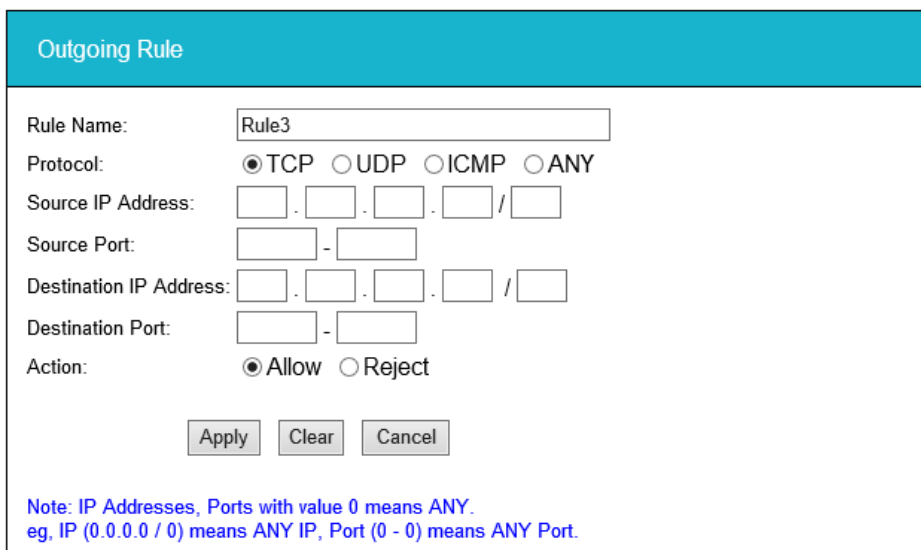 Outgoing Rule
Rule Name: Rule3
Protocol: TCP UDP ICMP ANY
Source IP Address: . . . /
Source Port: -
Destination IP Address: . . . /
Destination Port: -
Action: Allow Reject
Apply Clear Cancel
Note: IP Addresses, Ports with value 0 means ANY.
eg, IP (0.0.0.0 / 0) means ANY IP, Port (0 - 0) means ANY Port.